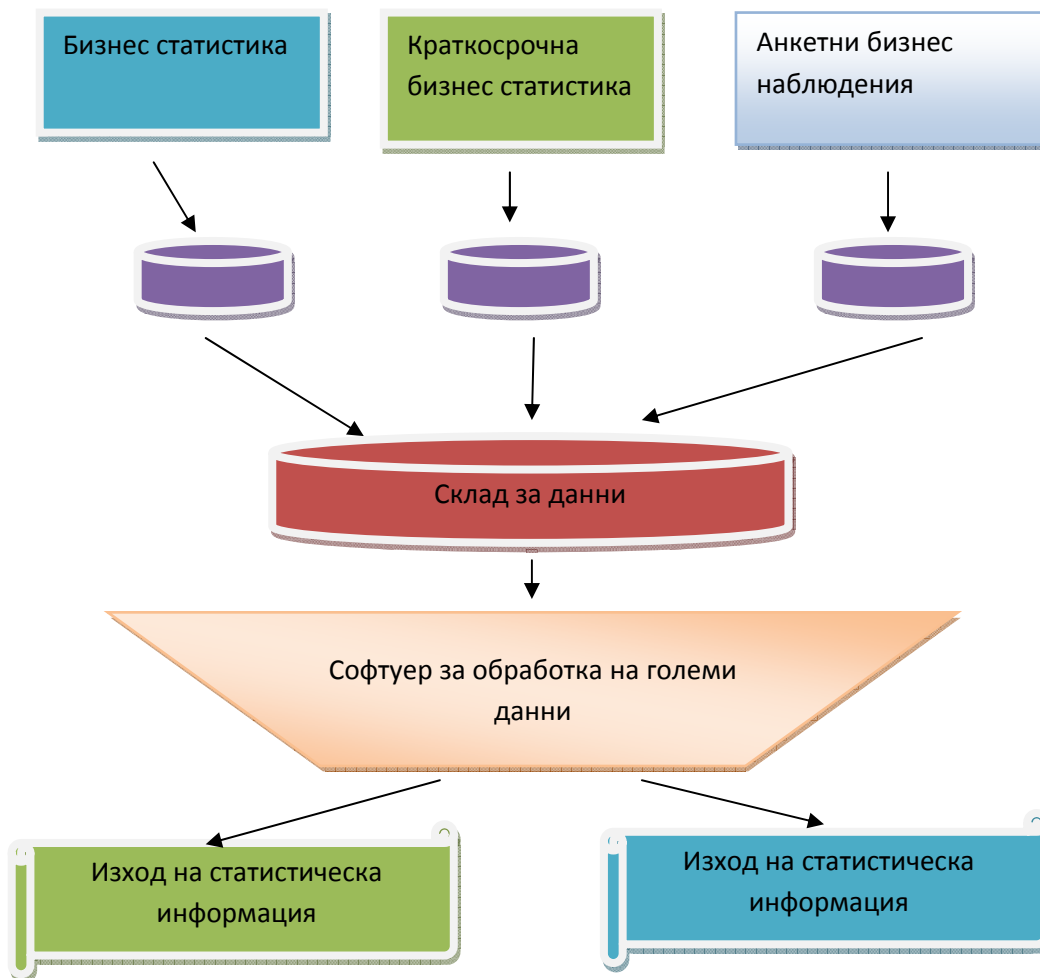 Бизнес статистика
Краткосрочна
бизнес статистика
Анкетни бизнес
наблюдения
Склад за данни
Софтуер за обработка на големи
данни
Изход на статистическа
информация
Изход на статистическа
информация